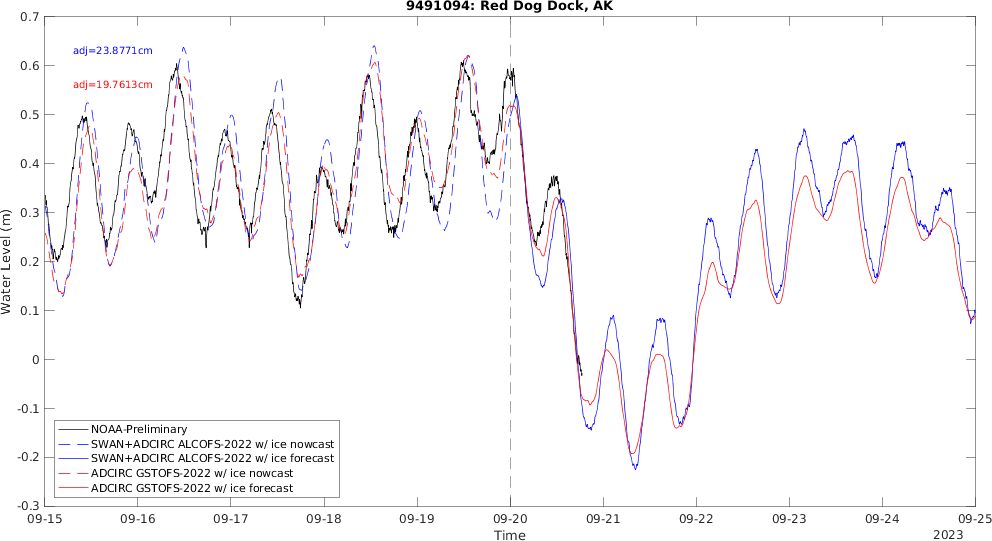 9491094: Red Dog Dock, AK
adj=23.8771cm
adj=19.7613cm
Water Level (m)
0.7
0.6
0.5
0.4
0.3
0.2
0.1
0
-0.1
-0.2
-0.3
NOAA-Preliminary
SWAN+ADCIRC ALCOFS-2022 w/ ice nowcast
SWAN+ADCIRC ALCOFS-2022 w/ ice forecast
ADCIRC GSTOFS-2022 w/ ice nowcast
ADCIRC GSTOFS-2022 w/ ice forecast
09-15 09-16 09-17 09-18 09-19 09-20 09-21 09-22 09-23 09-24 09-25
Time
2023